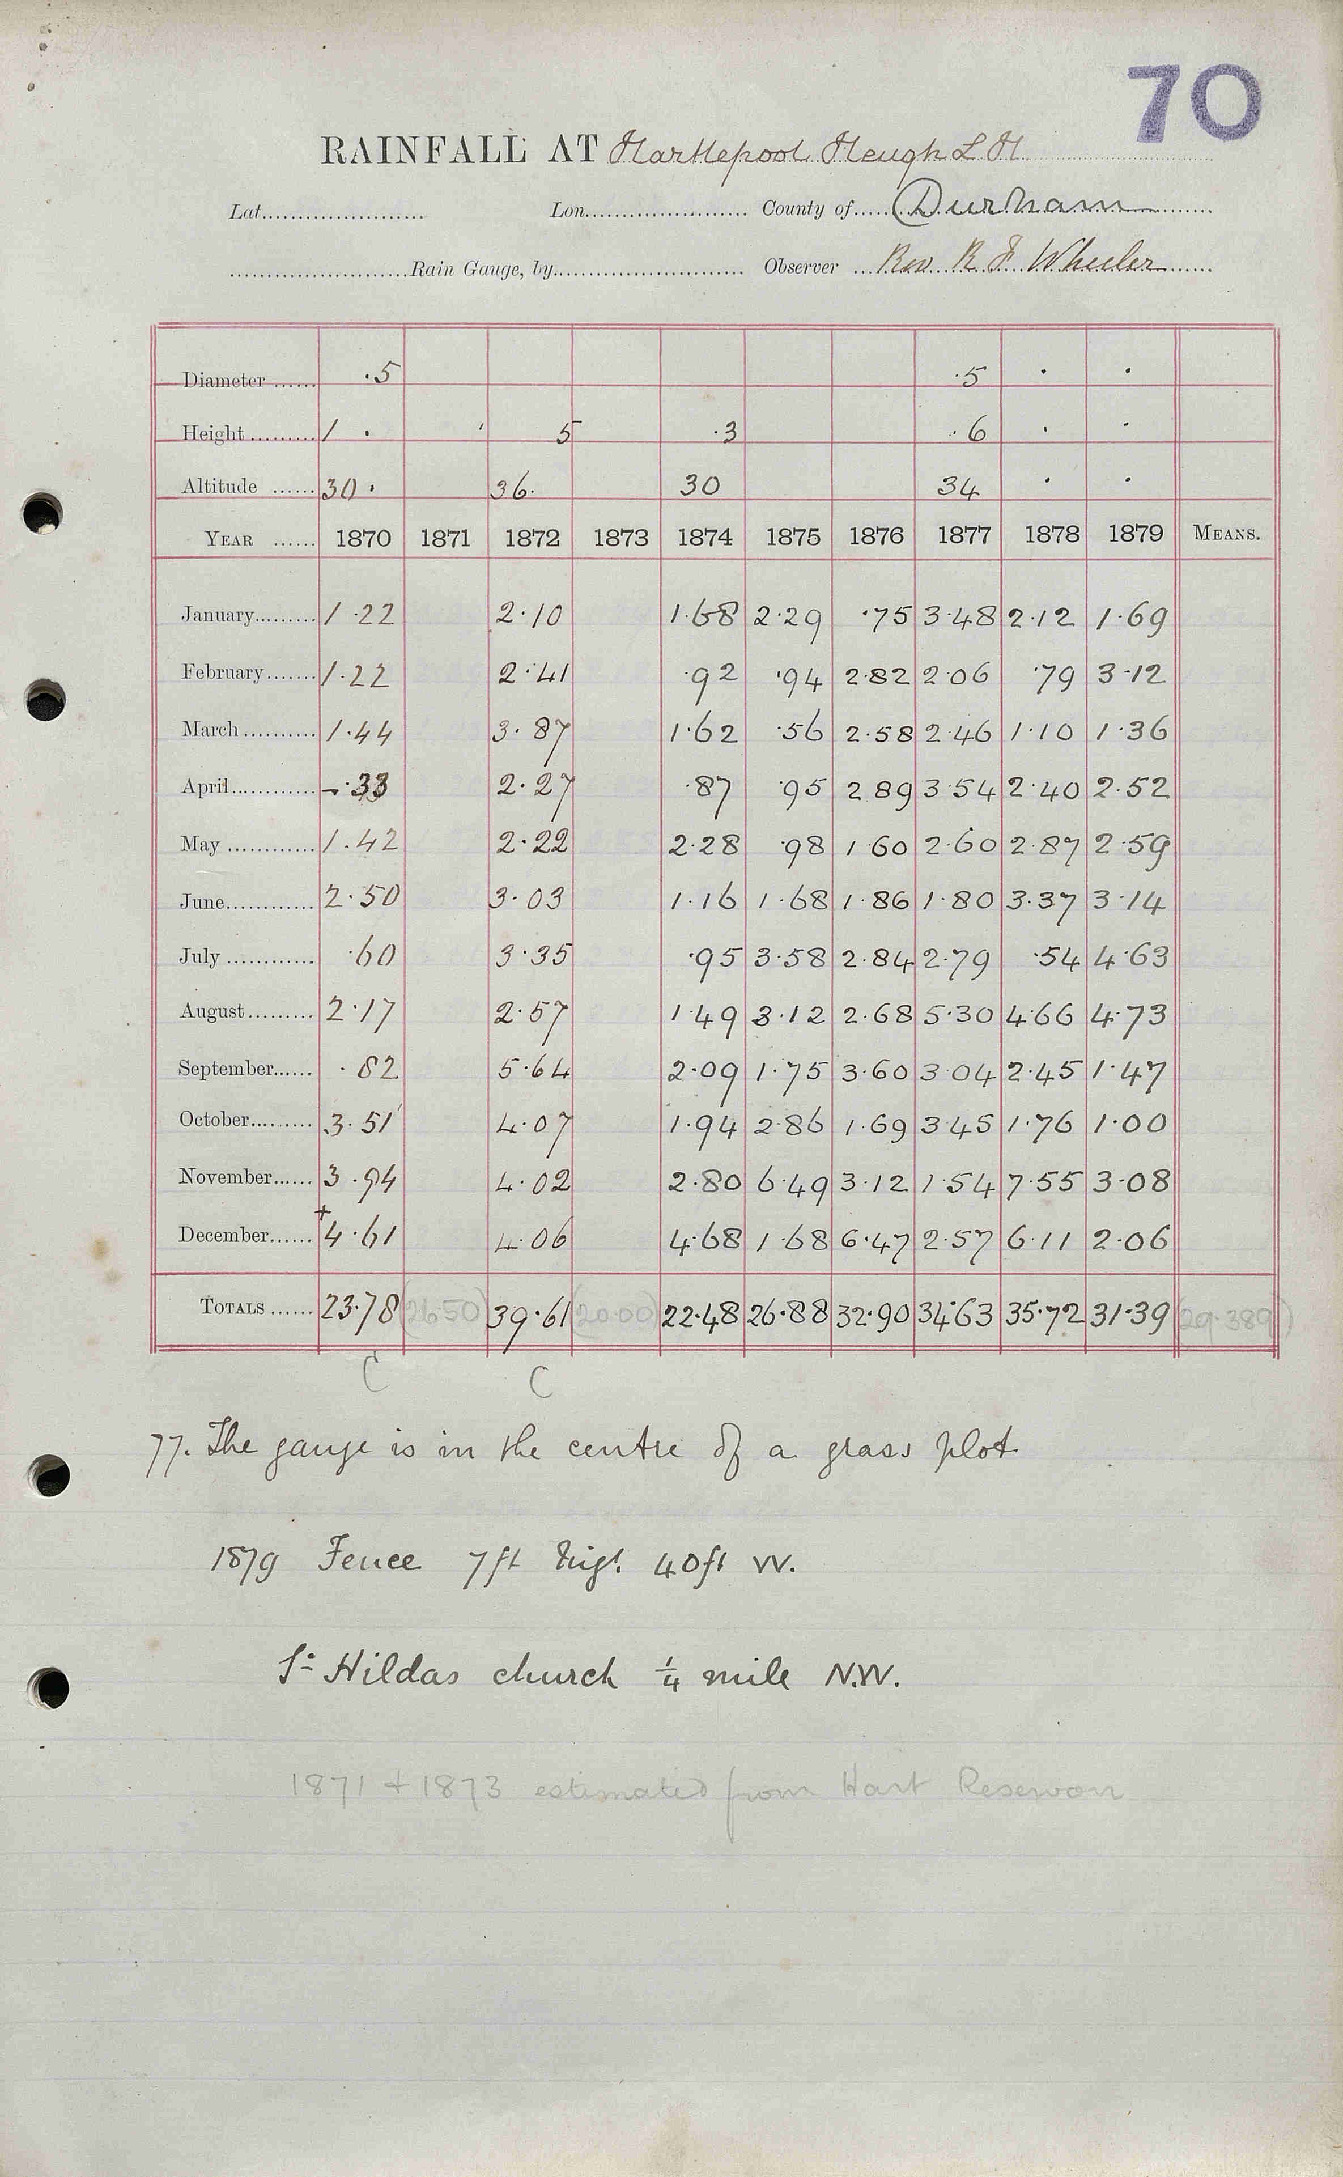 70
RAINFALL AT Hartlepool Heugh L H
Lat. Lon. County of Durham
Rain Gauge, by Observer Rev. R F Wheeler
Diameter ·5 ·5 · ·
Height 1 · 5 ·3 ·6 · ·
Altitude 30· 36· 30 34 · ·
YEAR 1870 1871 1872 1873 1874 1875 1876 1877 1878 1879 MEANS.
January 1·22 2·10 1·68 2·29 ·75 3·48 2·12 1·69
February 1·22 2·41 ·92 ·94 2·82 2·06 ·79 3·12
March 1·44 3·87 1·62 ·56 2·58 2·46 1·10 1·36
April -·33 2·27 ·87 ·95 2·89 3·54 2·40 2·52
May 1·42 2·22 2·28 ·98 1·60 2·60 2·87 2·59
June 2·50 3·03 1·16 1·68 1·86 1·80 3·37 3·14
July ·60 3·35 ·95 3·58 2·84 2·79 ·54 4·63
August 2·17 2·57 1·49 3·12 2·68 5·30 4·66 4·73
September ·82 5·64 2·09 1·75 3·60 3·04 2·45 1·47
October 3·51 4·07 1·94 2·86 1·69 3·45 1·76 1·00
November 3·94 4·02 2·80 6·49 3·12 1·54 7·55 3·08
December +4·61 4·06 4·68 1·68 6·47 2·57 6·11 2·06
TOTALS 23·78 (26·50) 39·61 (20·00) 22·48 26·88 32·90 34·63 35·72 31·39 (29·389)
C C
77. The gauge is in the centre of a grass plot
1879 Fence 7ft high 40ft W.
St Hildas church ¼ mile N.W.
1871 + 1873 estimated from Hart Reservoir